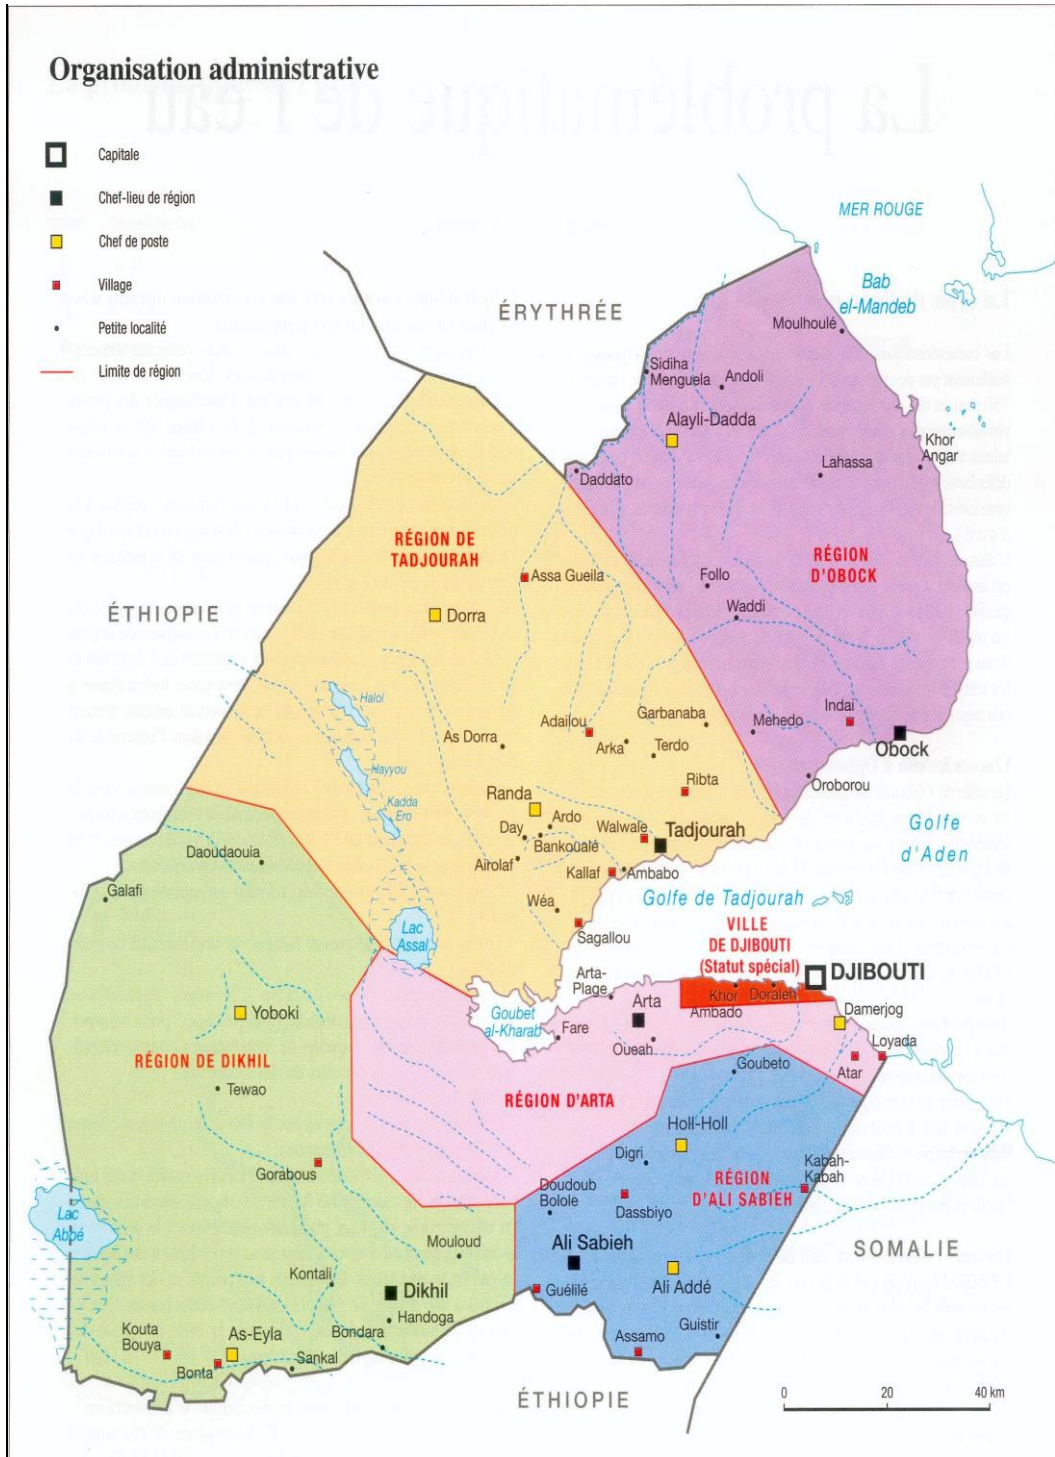 La problématique de l'eau
Organisation administrative
Capitale
Chef-lieu de région
Chef de poste
Village
Petite localité
Limite de région
MER ROUGE
Bab
el-Mandeb
ÉRYTHRÉE
Moulhoulé
Sidiha
Menguela
Andoli
Alayli-Dadda
Khor
Angar
Lahassa
Daddato
RÉGION DE
TADJOURAH
RÉGION
D'OBOCK
Assa Gueila
Follo
ÉTHIOPIE
Dorra
Waddi
Halol
Adailou
Garbanaba
Mehedo
Indai
As Dorra
Arka
Terdo
Obock
Hayyou
Ribta
Oroborou
Kadda
Ero
Randa
Ardo
Day
Bankoualé
Walwale
Tadjourah
Golfe
d'Aden
Daoudaouia
Airolaf
Kallaf
Ambabo
Galafi
Wéa
Golfe de Tadjourah
Lac
Assal
Sagallou
VILLE
DE DJIBOUTI
(Statut spécial)
DJIBOUTI
Arta-
Plage
Khor
Doraleh
Goubet
al-Kharab
Arta
Ambado
Damerjog
Yoboki
Fare
Oueah
Loyada
Atar
RÉGION DE DIKHIL
Goubeto
Tewao
RÉGION D'ARTA
Holl-Holl
Gorabous
Digri
RÉGION
D'ALI SABIEH
Kabah-
Kabah
Doudoub
Bolole
Dassbiyo
Lac
Abbé
Mouloud
Ali Sabieh
SOMALIE
Kontali
Dikhil
Guélilé
Ali Addé
Handoga
Kouta
Bouya
As-Eyla
Bondara
Guistir
Assamo
Bonta
Sankal
ÉTHIOPIE
0
20
40 km